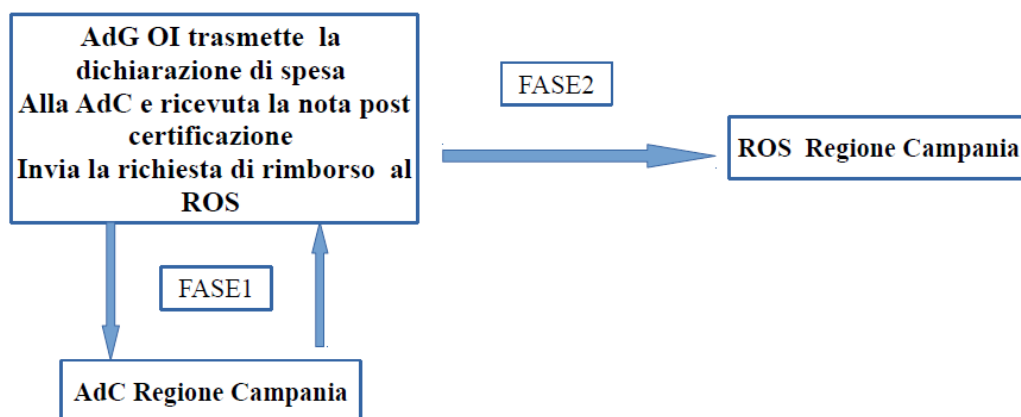 AdG OI trasmette la
dichiarazione di spesa
Alla AdC e ricevuta la nota post
certificazione
Invia la richiesta di rimborso al
ROS
FASE2
ROS Regione Campania
FASE1
AdC Regione Campania